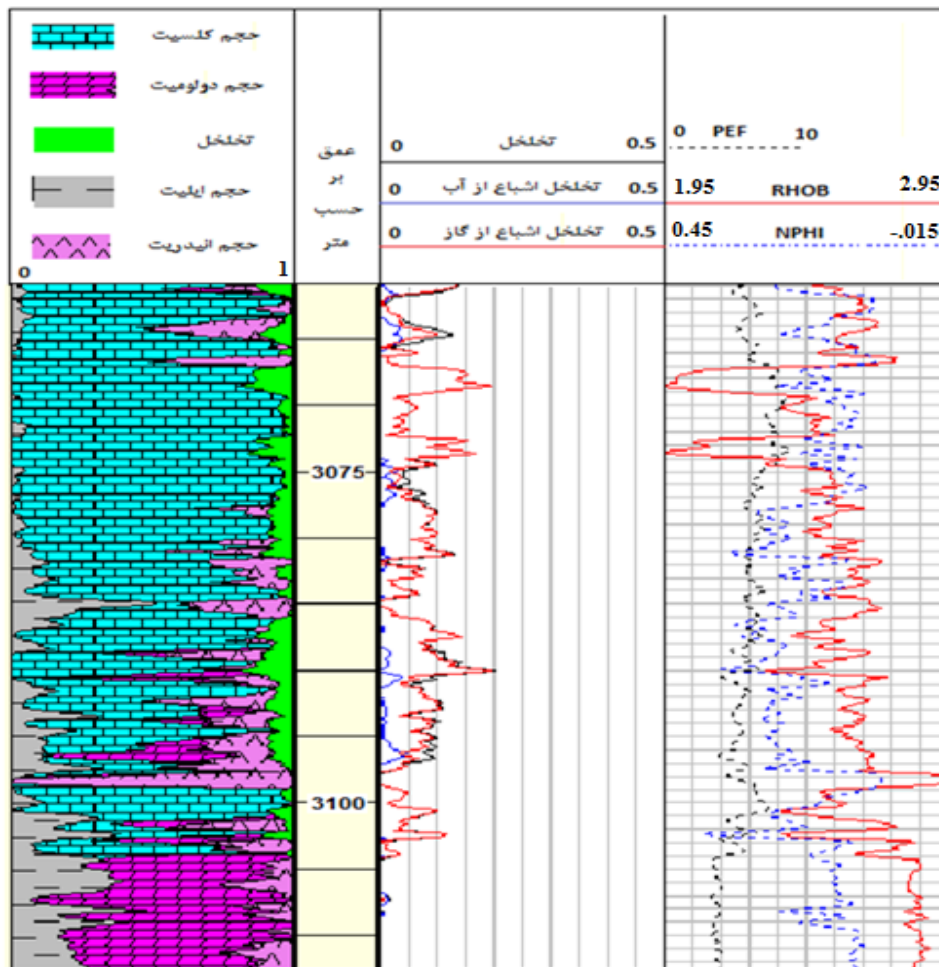 حجم کلسیت
حجم دولومیت
تخلخل
حجم ایلیت
حجم انیدریت
0 1
عمق
بر
حسب
متر
0 تخلخل 0.5
0 تخلخل اشباع از آب 0.5
0 تخلخل اشباع از گاز 0.5
0 PEF 10
1.95 RHOB 2.95
0.45 NPHI -.015
3075
3100